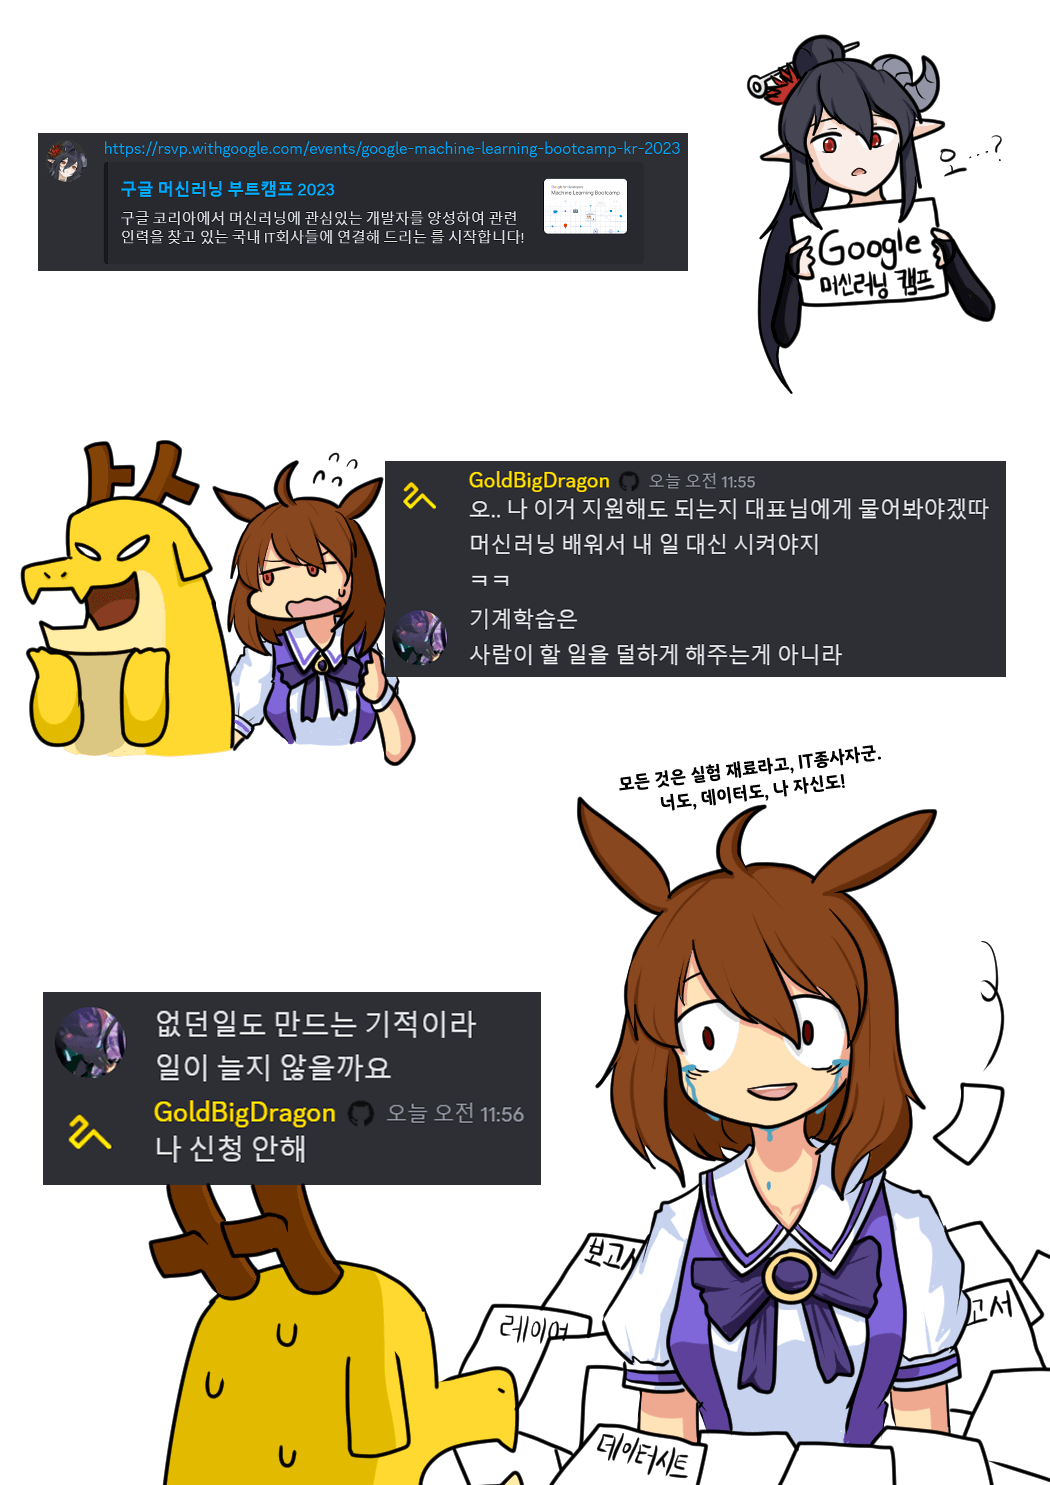 https://rsvp.withgoogle.com/events/google-machine-learning-bootcamp-kr-2023
구글 머신러닝 부트캠프 2023
구글 코리아에서 머신러닝에 관심있는 개발자를 양성하여 관련
인력을 찾고 있는 국내 IT회사들에 연결해 드리는 를 시작합니다!
Machine Learning Bootcamp
오...?
Google
머신러닝 캠프
GoldBigDragon 오늘 오전 11:55
오.. 나 이거 지원해도 되는지 대표님에게 물어봐야겠따
머신러닝 배워서 내 일 대신 시켜야지
ㅋㅋ
기계학습은
사람이 할 일을 덜하게 해주는게 아니라
모든 것은 실험 재료라고, IT종사자군.
너도, 데이터도, 나 자신도!
없던일도 만드는 기적이라
일이 늘지 않을까요
GoldBigDragon 오늘 오전 11:56
나 신청 안해
보고서
고서
레이어
데이터시트